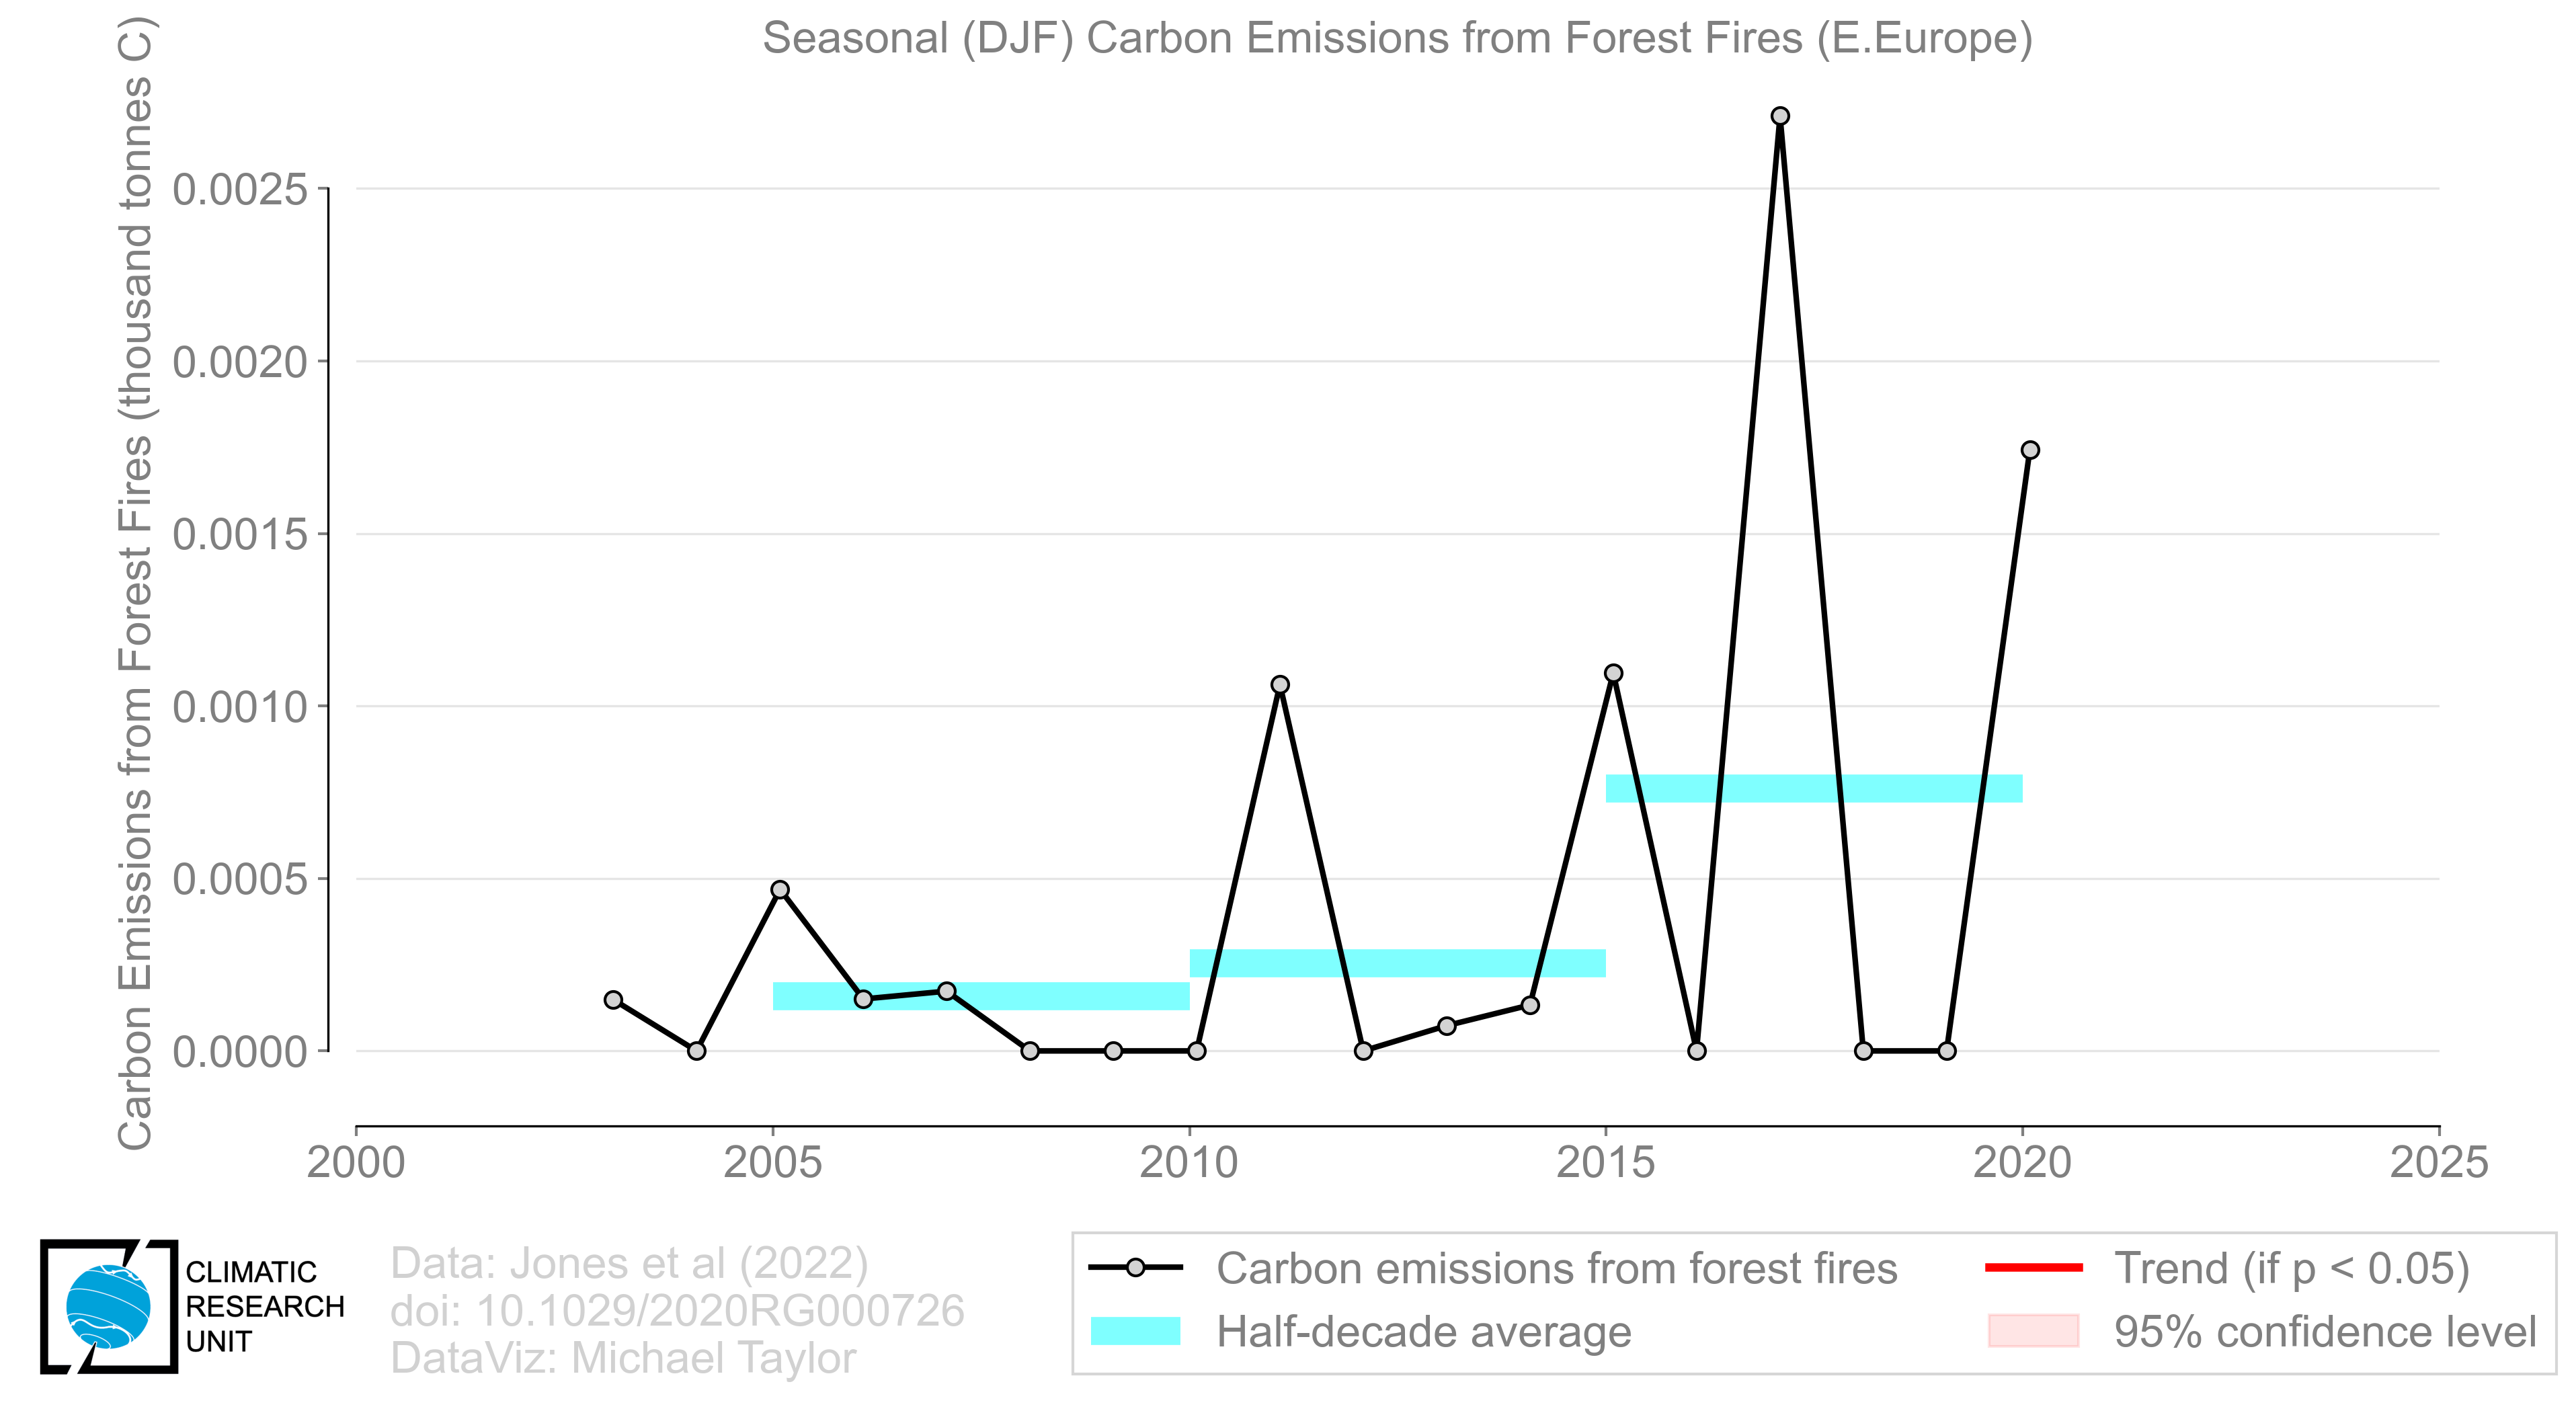 Seasonal (DJF) Carbon Emissions from Forest Fires (E.Europe)
Carbon Emissions from Forest Fires (thousand tonnes C)
0.0025
0.0020
0.0015
0.0010
0.0005
0.0000
2000 2005 2010 2015 2020 2025
CLIMATIC
RESEARCH
UNIT
Data: Jones et al (2022)
doi: 10.1029/2020RG000726
DataViz: Michael Taylor
Carbon emissions from forest fires
Half-decade average
Trend (if p < 0.05)
95% confidence level